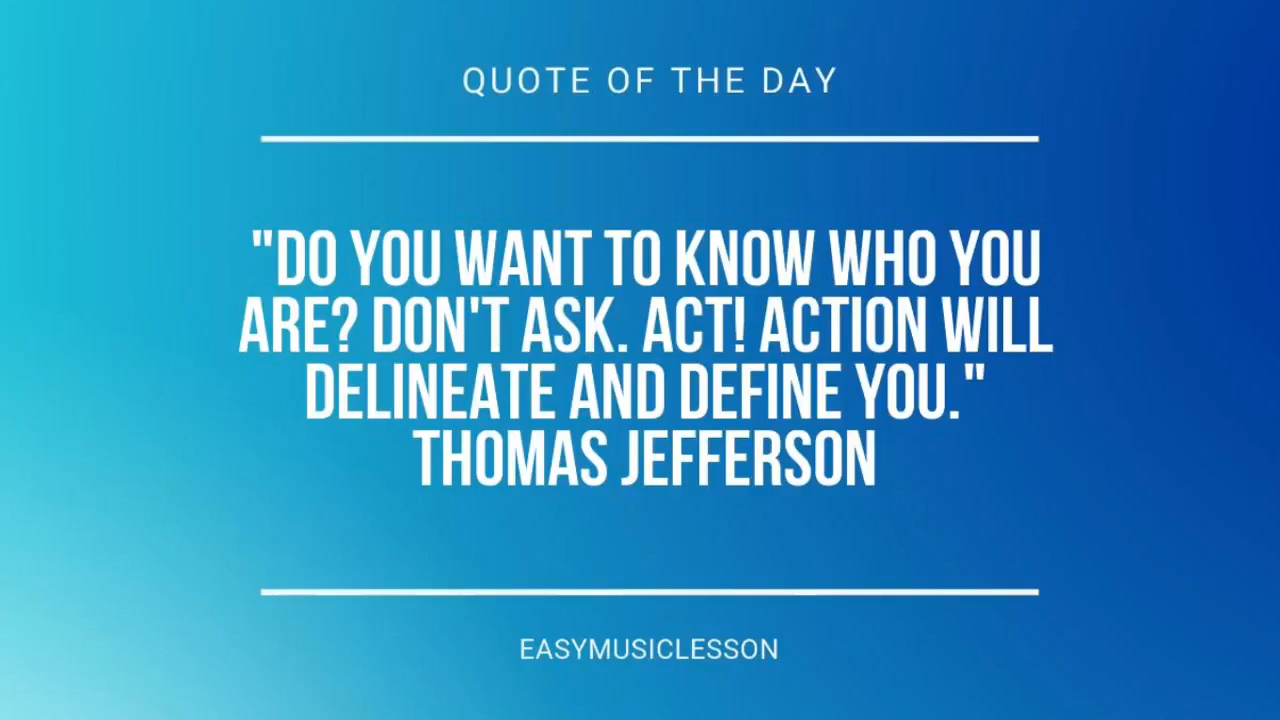 QUOTE OF THE DAY
"DO YOU WANT TO KNOW WHO YOU
ARE? DON'T ASK. ACT! ACTION WILL
DELINEATE AND DEFINE YOU."
THOMAS JEFFERSON
EASYMUSICLESSON